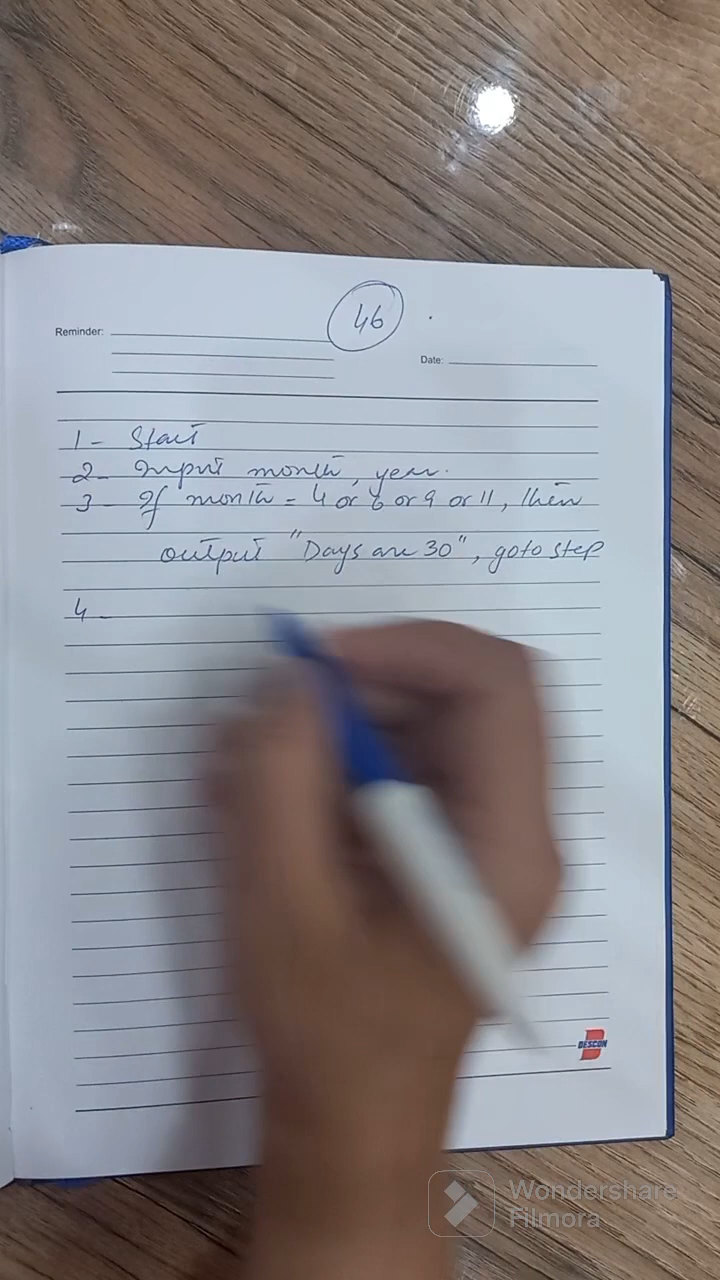 46
Reminder:
Date:
1 - Start
2 - Input month, year.
3 - If month = 4 or 6 or 9 or 11, then
output "Days are 30", goto step
4 -
DESCON
Wondershare
Filmora